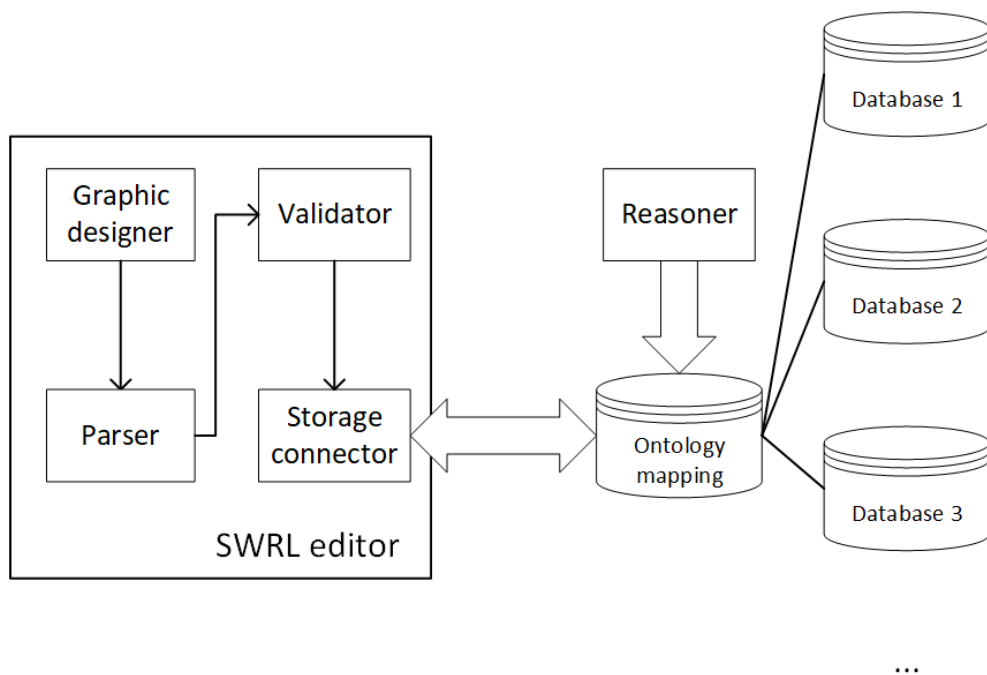 Graphic
designer
Parser
Validator
Storage
connector
SWRL editor
Reasoner
Ontology
mapping
Database 1
Database 2
Database 3
...